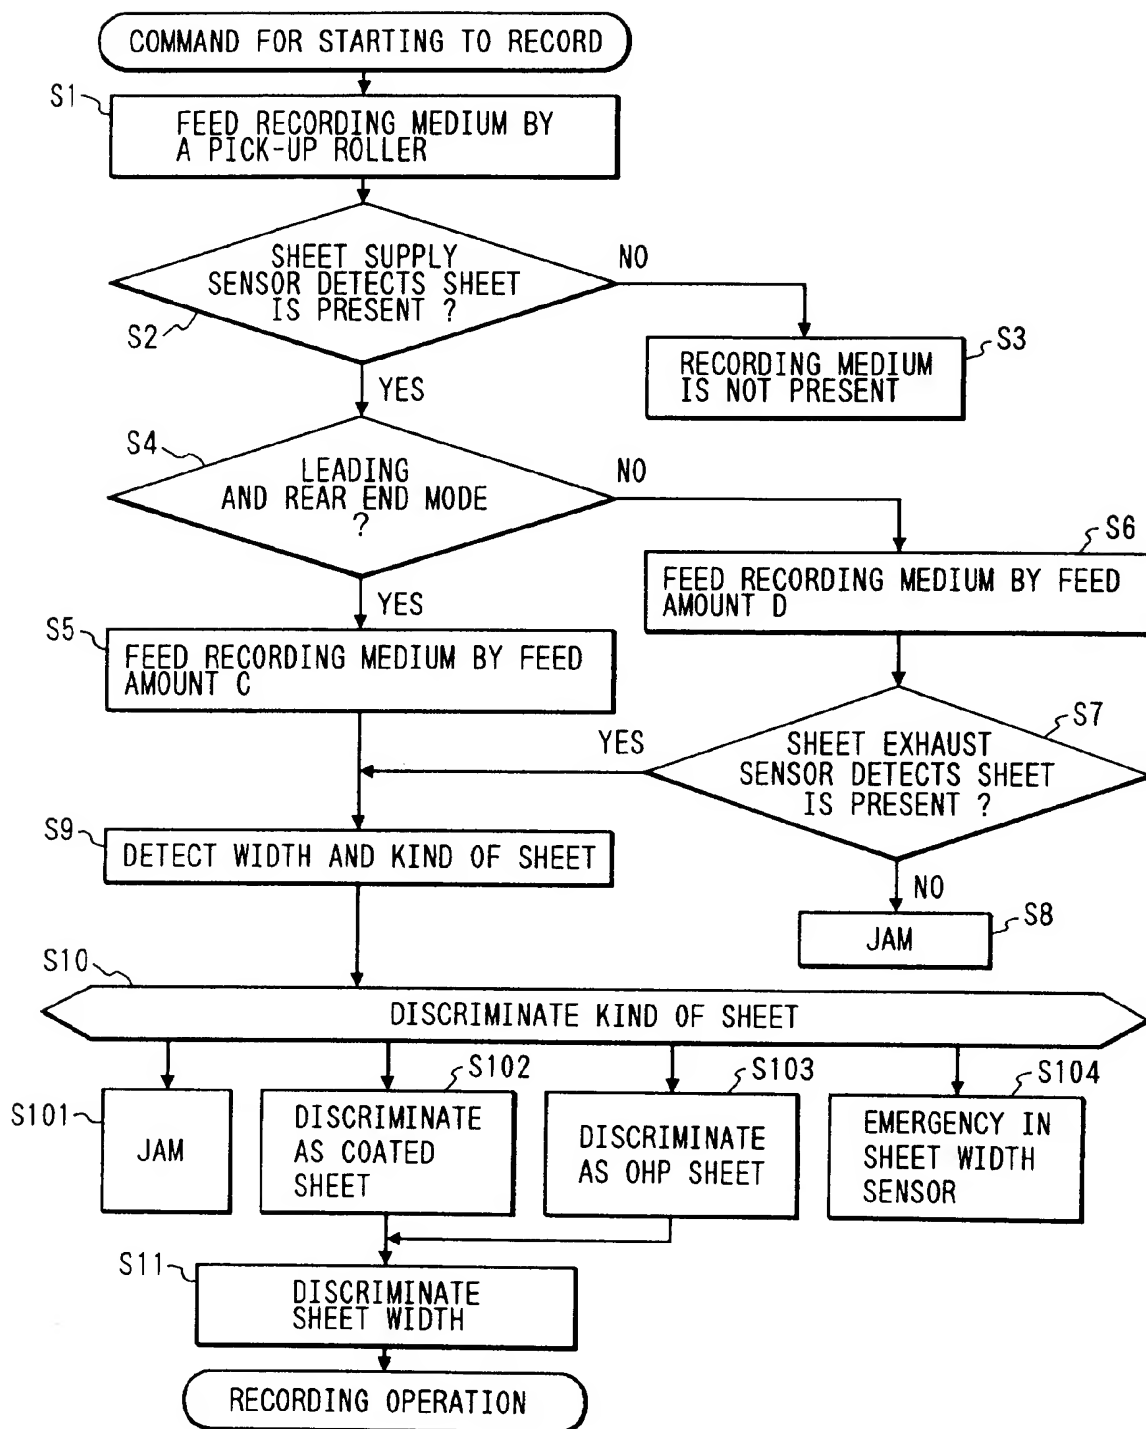 COMMAND FOR STARTING TO RECORD
S1
FEED RECORDING MEDIUM BY
A PICK-UP ROLLER
SHEET SUPPLY
SENSOR DETECTS SHEET
IS PRESENT ?
NO
S2
YES
S3
RECORDING MEDIUM
IS NOT PRESENT
S4
LEADING
AND REAR END MODE
?
NO
YES
S6
FEED RECORDING MEDIUM BY FEED
AMOUNT D
S5
FEED RECORDING MEDIUM BY FEED
AMOUNT C
S7
SHEET EXHAUST
SENSOR DETECTS SHEET
IS PRESENT ?
YES
NO
S8
JAM
S9
DETECT WIDTH AND KIND OF SHEET
S10
DISCRIMINATE KIND OF SHEET
S101
JAM
S102
DISCRIMINATE
AS COATED
SHEET
S103
DISCRIMINATE
AS OHP SHEET
S104
EMERGENCY IN
SHEET WIDTH
SENSOR
S11
DISCRIMINATE
SHEET WIDTH
RECORDING OPERATION